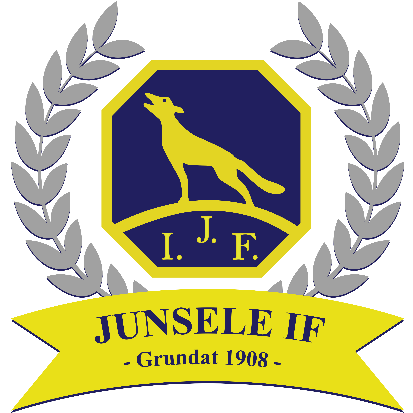 I. J. F.
JUNSELE IF
- Grundat 1908 -